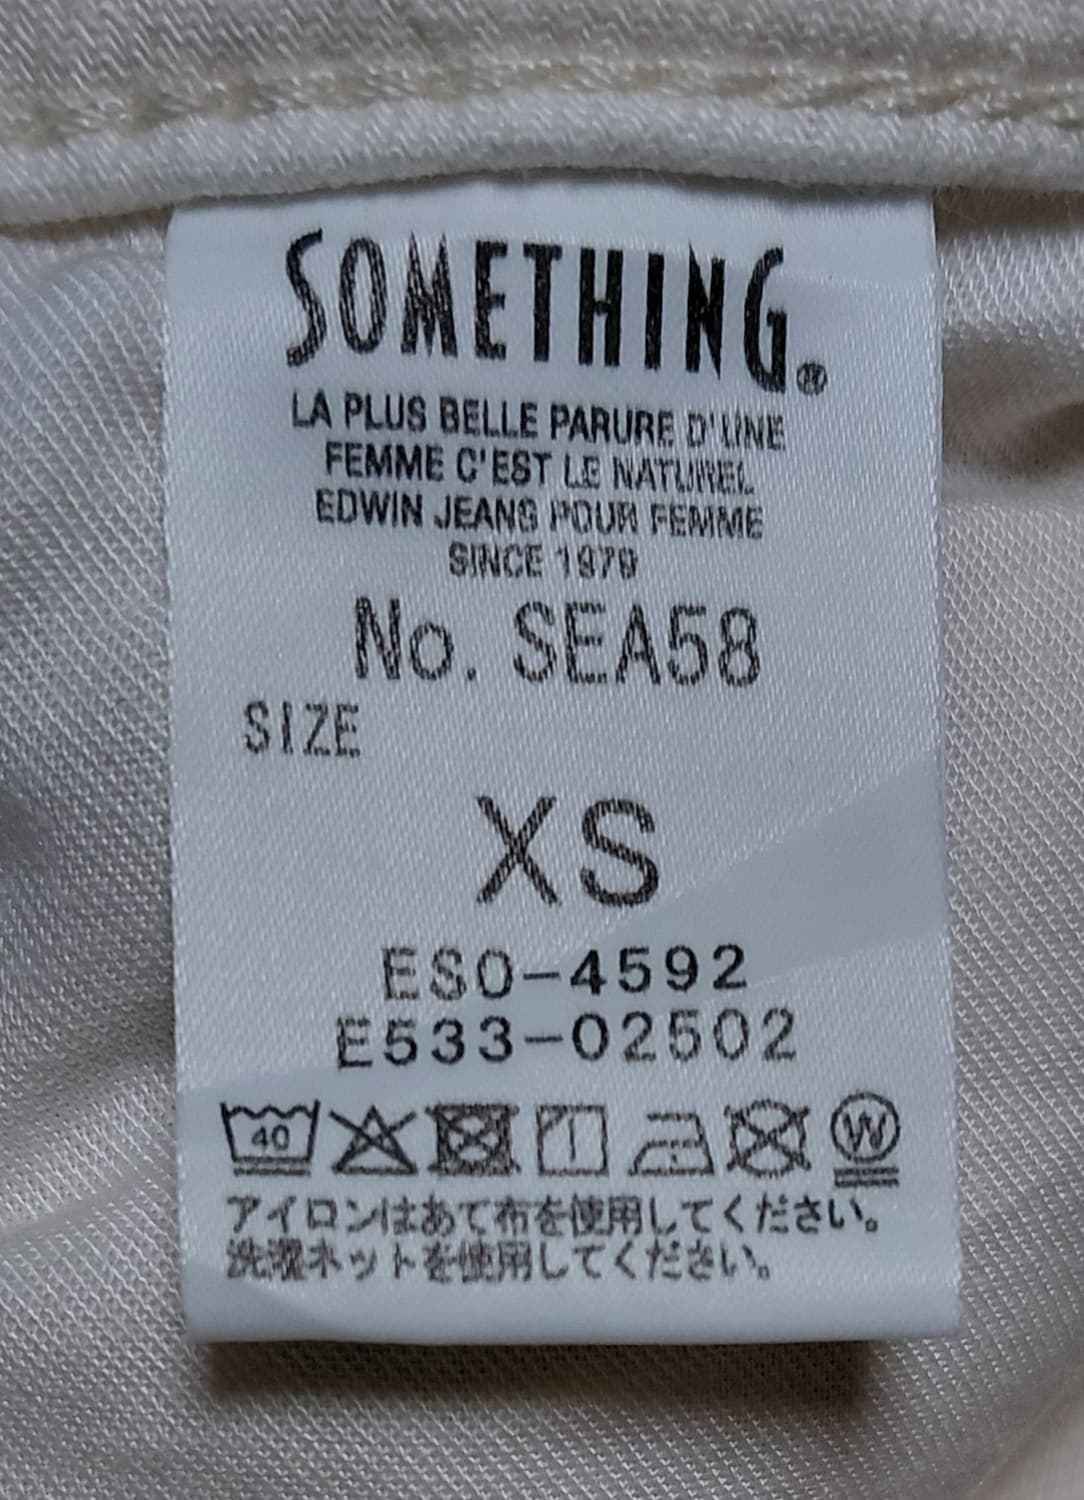 SOMETHING®
LA PLUS BELLE PARURE D'UNE
FEMME C'EST LE NATUREL
EDWIN JEANS POUR FEMME
SINCE 1979
No. SEA58
SIZE
XS
ESO-4592
E533-02502
40 W
アイロンはあて布を使用してください。
洗濯ネットを使用してください。